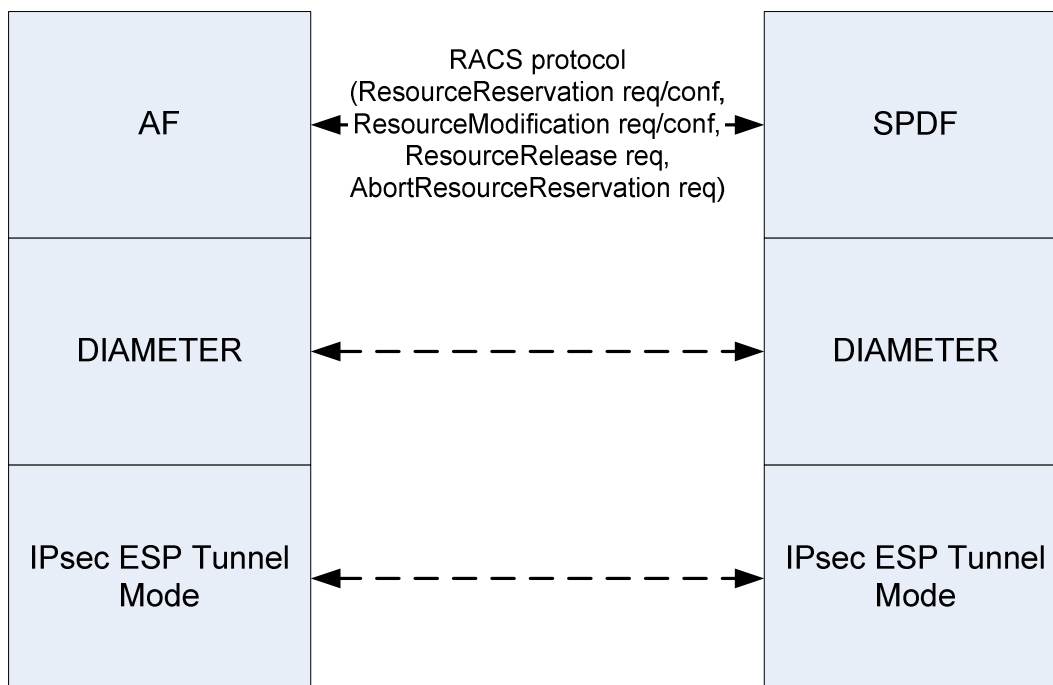 AF
RACS protocol
(ResourceReservation req/conf,
ResourceModification req/conf,
ResourceRelease req,
AbortResourceReservation req)
SPDF
DIAMETER
DIAMETER
IPsec ESP Tunnel
Mode
IPsec ESP Tunnel
Mode